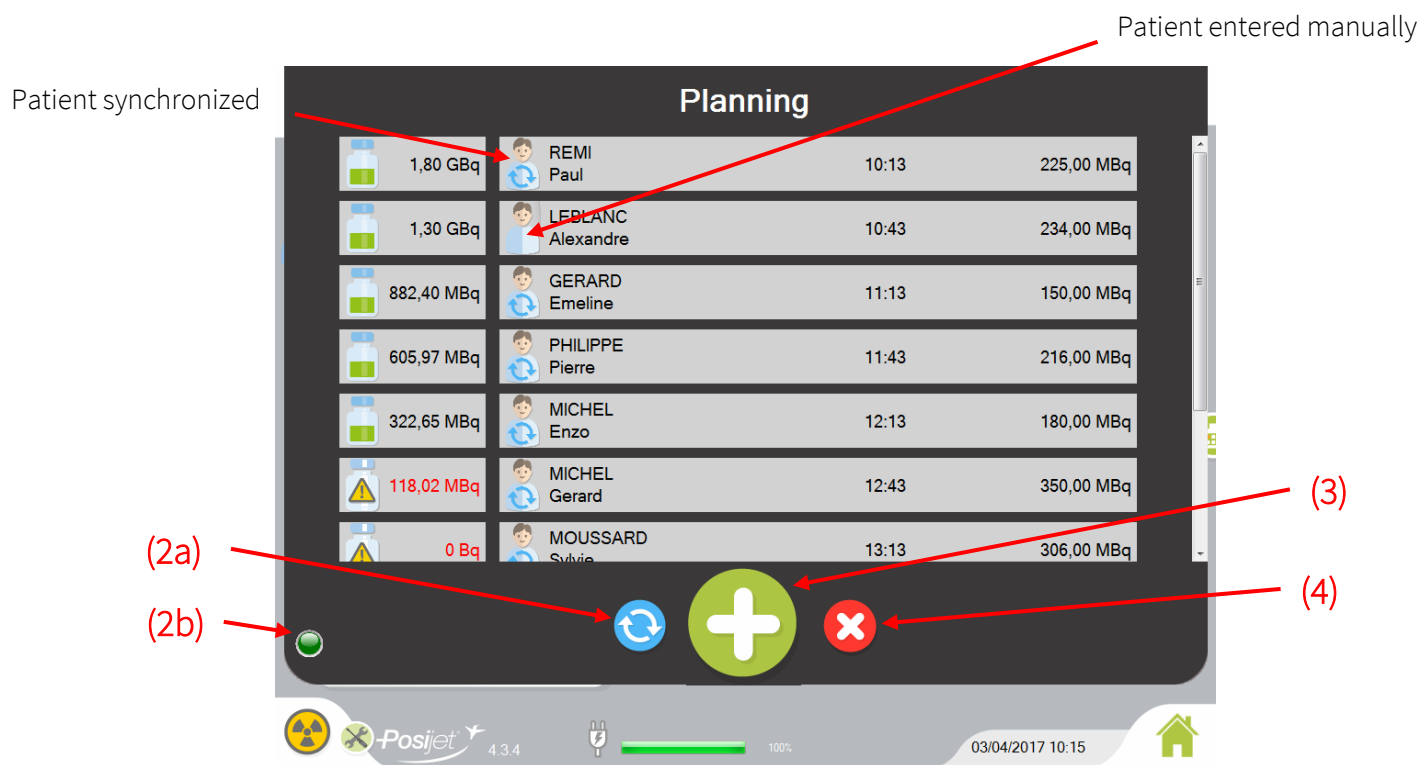 Patient entered manually
Patient synchronized
Planning
1,80 GBq REMI Paul 10:13 225,00 MBq
1,30 GBq LEBLANC Alexandre 10:43 234,00 MBq
882,40 MBq GERARD Emeline 11:13 150,00 MBq
605,97 MBq PHILIPPE Pierre 11:43 216,00 MBq
322,65 MBq MICHEL Enzo 12:13 180,00 MBq
118,02 MBq MICHEL Gerard 12:43 350,00 MBq
0 Bq MOUSSARD Sylvie 13:13 306,00 MBq
(3)
(2a)
(4)
(2b)
Posijet 4.3.4 100% 03/04/2017 10:15